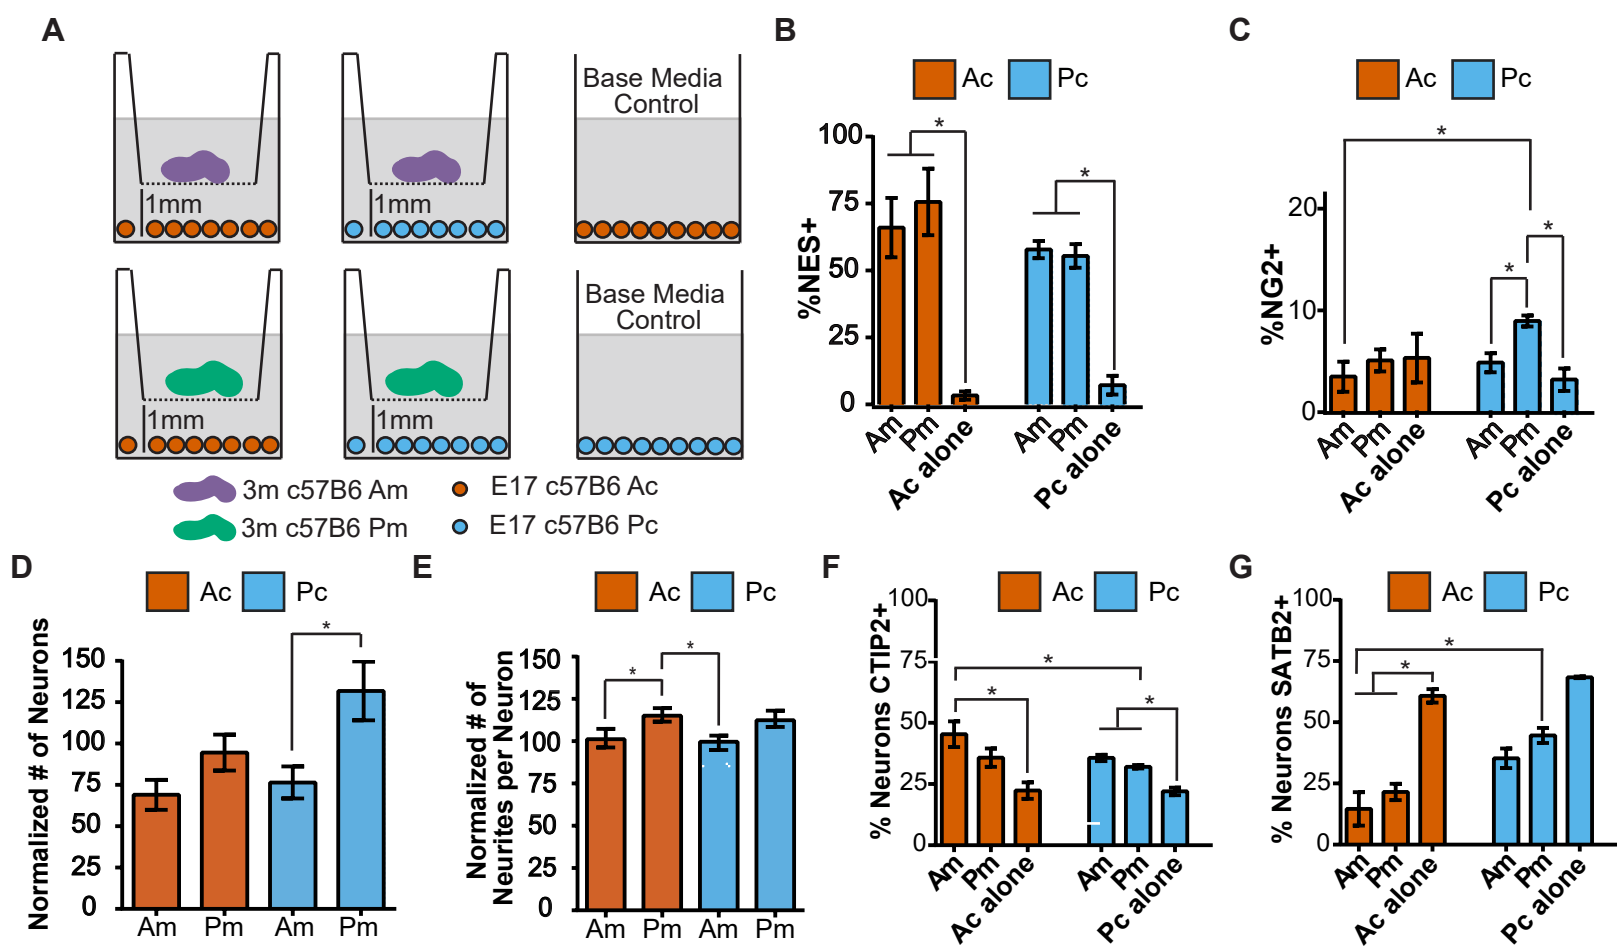 A
Base Media
Control
1mm
1mm
Base Media
Control
1mm
1mm
3m c57B6 Am
E17 c57B6 Ac
3m c57B6 Pm
E17 c57B6 Pc
B
Ac
Pc
%NES+
100
75
50
25
0
*
*
Am
Pm
Ac alone
Am
Pm
Pc alone
C
Ac
Pc
%NG2+
20
10
0
*
*
*
Am
Pm
Ac alone
Am
Pm
Pc alone
D
Ac
Pc
Normalized # of Neurons
150
125
100
75
50
25
0
*
Am
Pm
Am
Pm
E
Ac
Pc
Normalized # of
Neurites per Neuron
150
125
100
75
50
25
0
*
*
Am
Pm
Am
Pm
F
Ac
Pc
% Neurons CTIP2+
100
75
50
25
0
*
*
*
Am
Pm
Ac alone
Am
Pm
Pc alone
G
Ac
Pc
% Neurons SATB2+
100
75
50
25
0
*
*
Am
Pm
Ac alone
Am
Pm
Pc alone